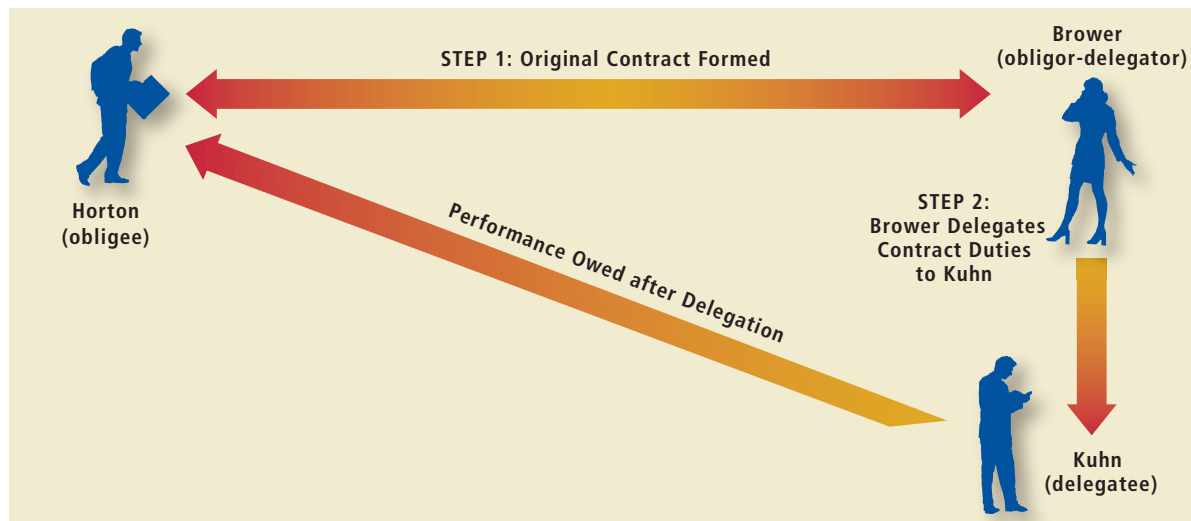 STEP 1: Original Contract Formed
Brower
(obligor-delegator)
Horton
(obligee)
STEP 2:
Brower Delegates
Contract Duties
to Kuhn
Performance Owed after Delegation
Kuhn
(delegatee)